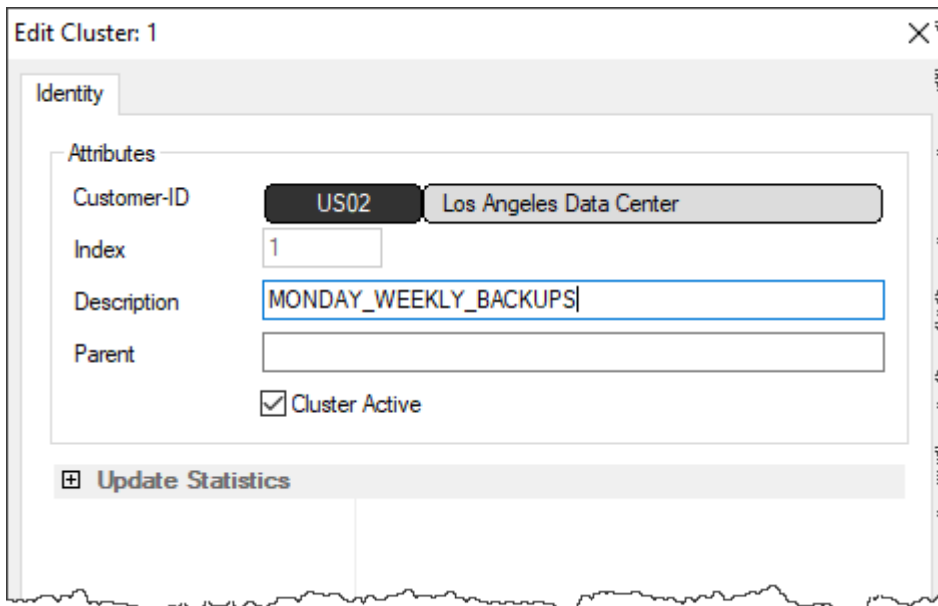 Edit Cluster: 1
Identity
Attributes
Customer-ID US02 Los Angeles Data Center
Index 1
Description MONDAY_WEEKLY_BACKUPS
Parent
Cluster Active
Update Statistics